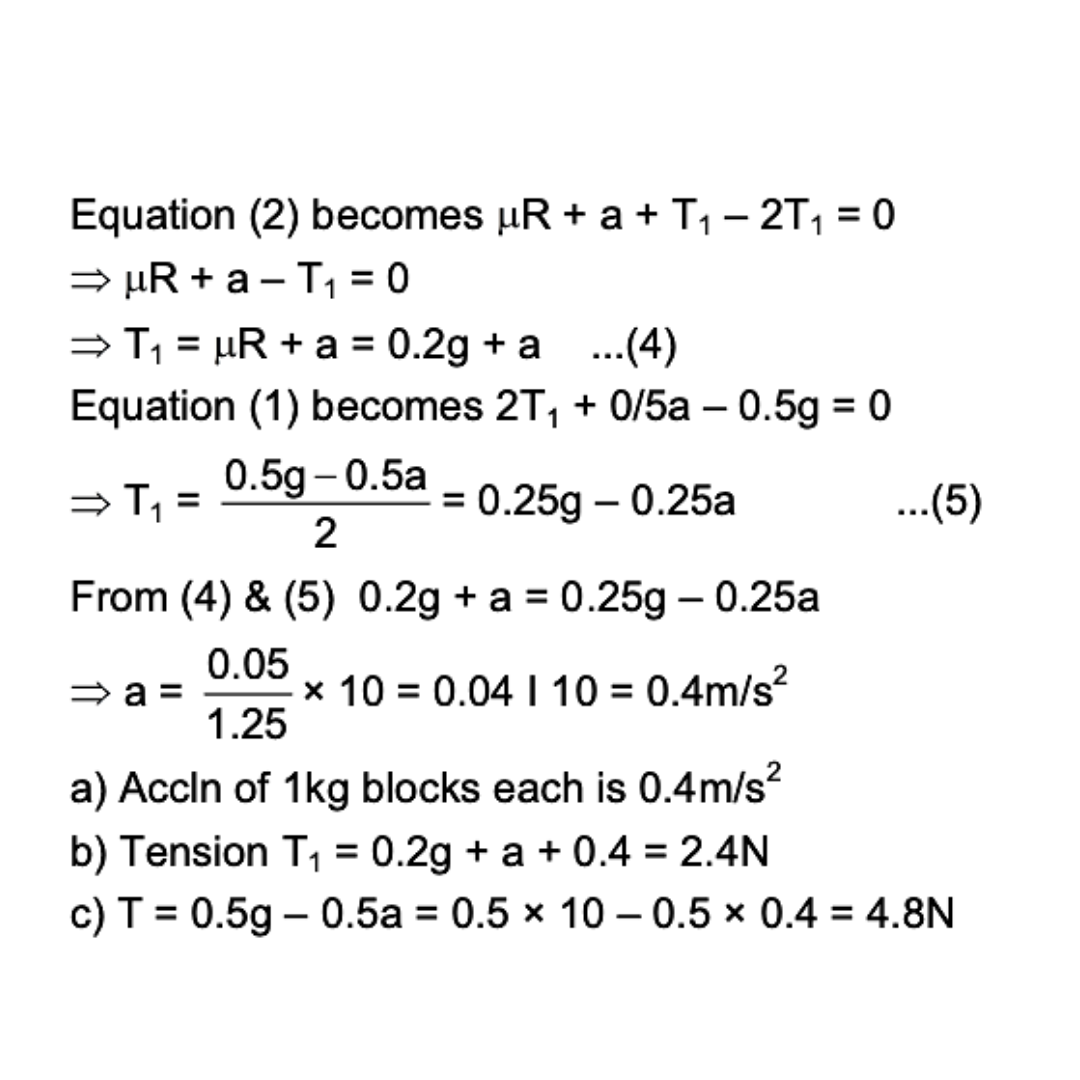 Equation (2) becomes μR + a + T₁ – 2T₁ = 0
⇒ μR + a – T₁ = 0
⇒ T₁ = μR + a = 0.2g + a ...(4)
Equation (1) becomes 2T₁ + 0/5a – 0.5g = 0
⇒ T₁ = (0.5g – 0.5a)/2 = 0.25g – 0.25a ...(5)
From (4) & (5) 0.2g + a = 0.25g – 0.25a
⇒ a = 0.05/1.25 × 10 = 0.04 I 10 = 0.4m/s²
a) Accln of 1kg blocks each is 0.4m/s²
b) Tension T₁ = 0.2g + a + 0.4 = 2.4N
c) T = 0.5g – 0.5a = 0.5 × 10 – 0.5 × 0.4 = 4.8N